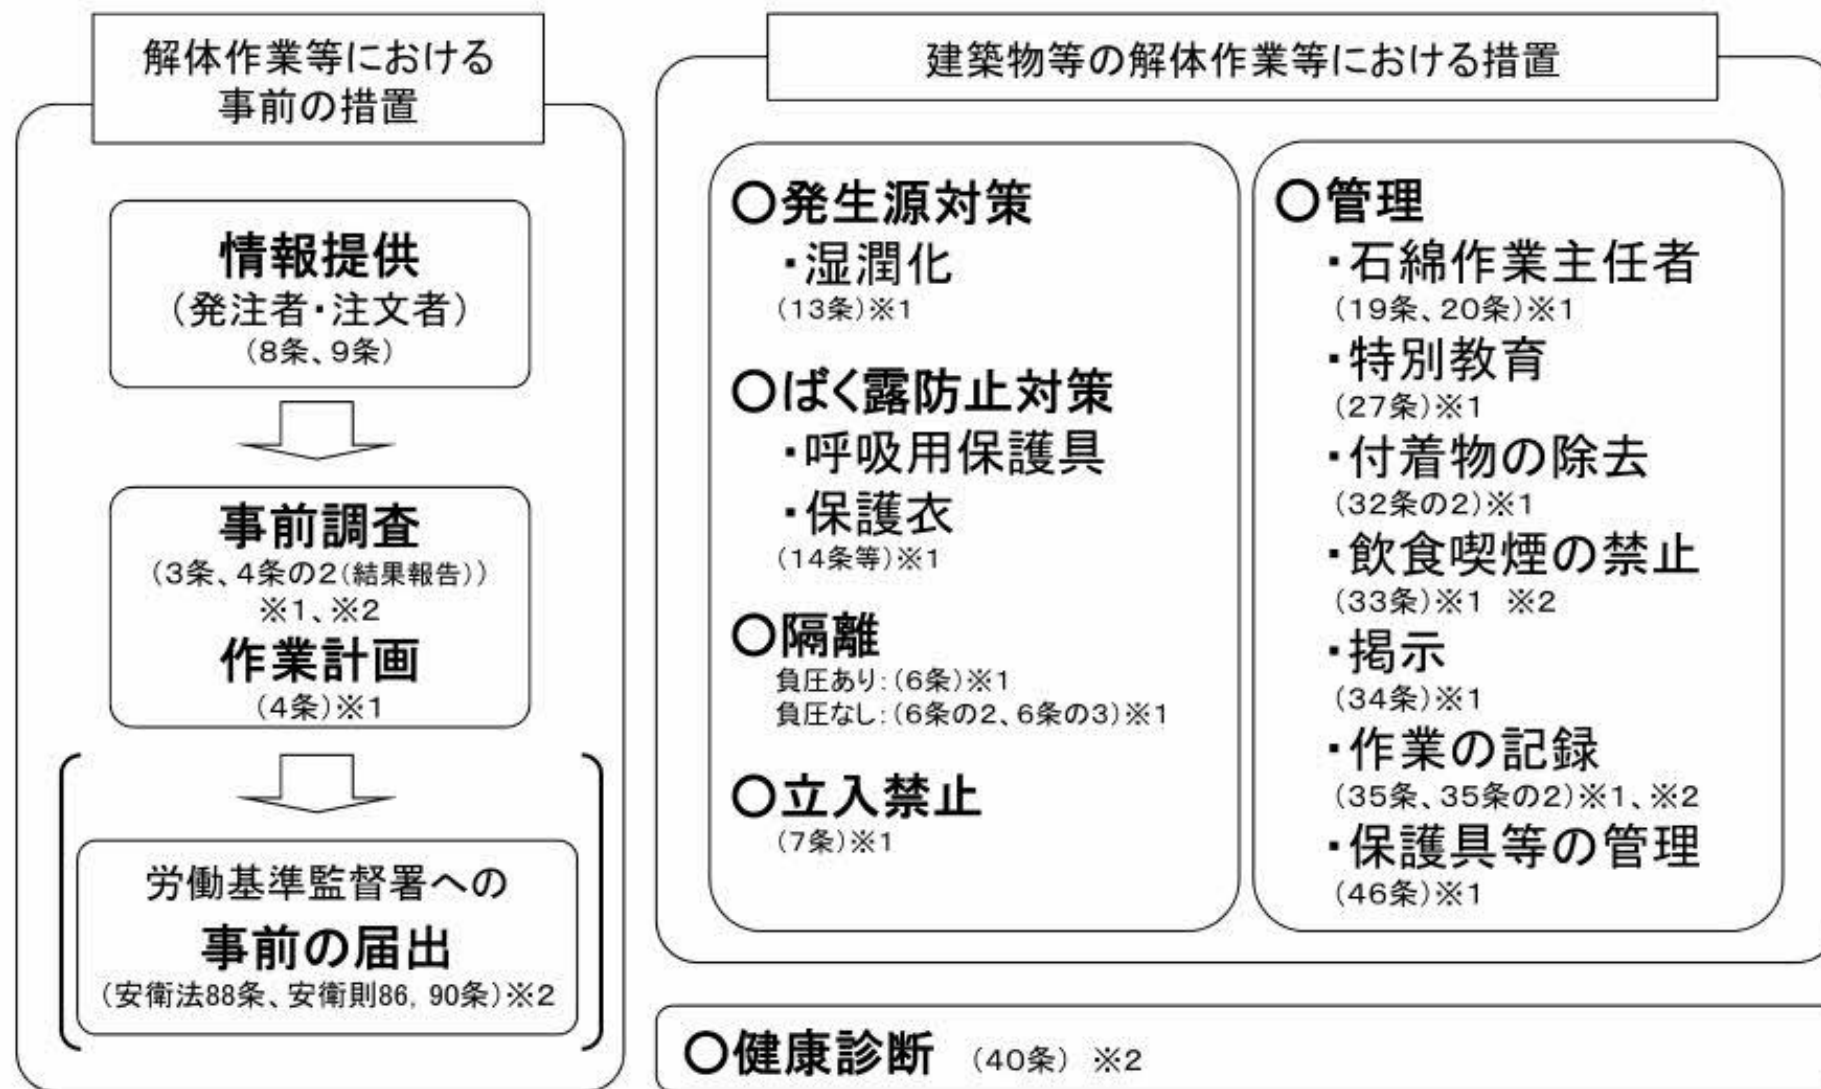 解体作業等における
事前の措置
情報提供
(発注者・注文者)
(8条、9条)
事前調査
(3条、4条の2(結果報告))
※1、※2
作業計画
(4条)※1
労働基準監督署への
事前の届出
(安衛法88条、安衛則86, 90条)※2
建築物等の解体作業等における措置
○発生源対策
・湿潤化
(13条)※1
○ばく露防止対策
・呼吸用保護具
・保護衣
(14条等)※1
○隔離
負圧あり:(6条)※1
負圧なし:(6条の2、6条の3)※1
○立入禁止
(7条)※1
○管理
・石綿作業主任者
(19条、20条)※1
・特別教育
(27条)※1
・付着物の除去
(32条の2)※1
・飲食喫煙の禁止
(33条)※1 ※2
・掲示
(34条)※1
・作業の記録
(35条、35条の2)※1、※2
・保護具等の管理
(46条)※1
○健康診断 (40条) ※2